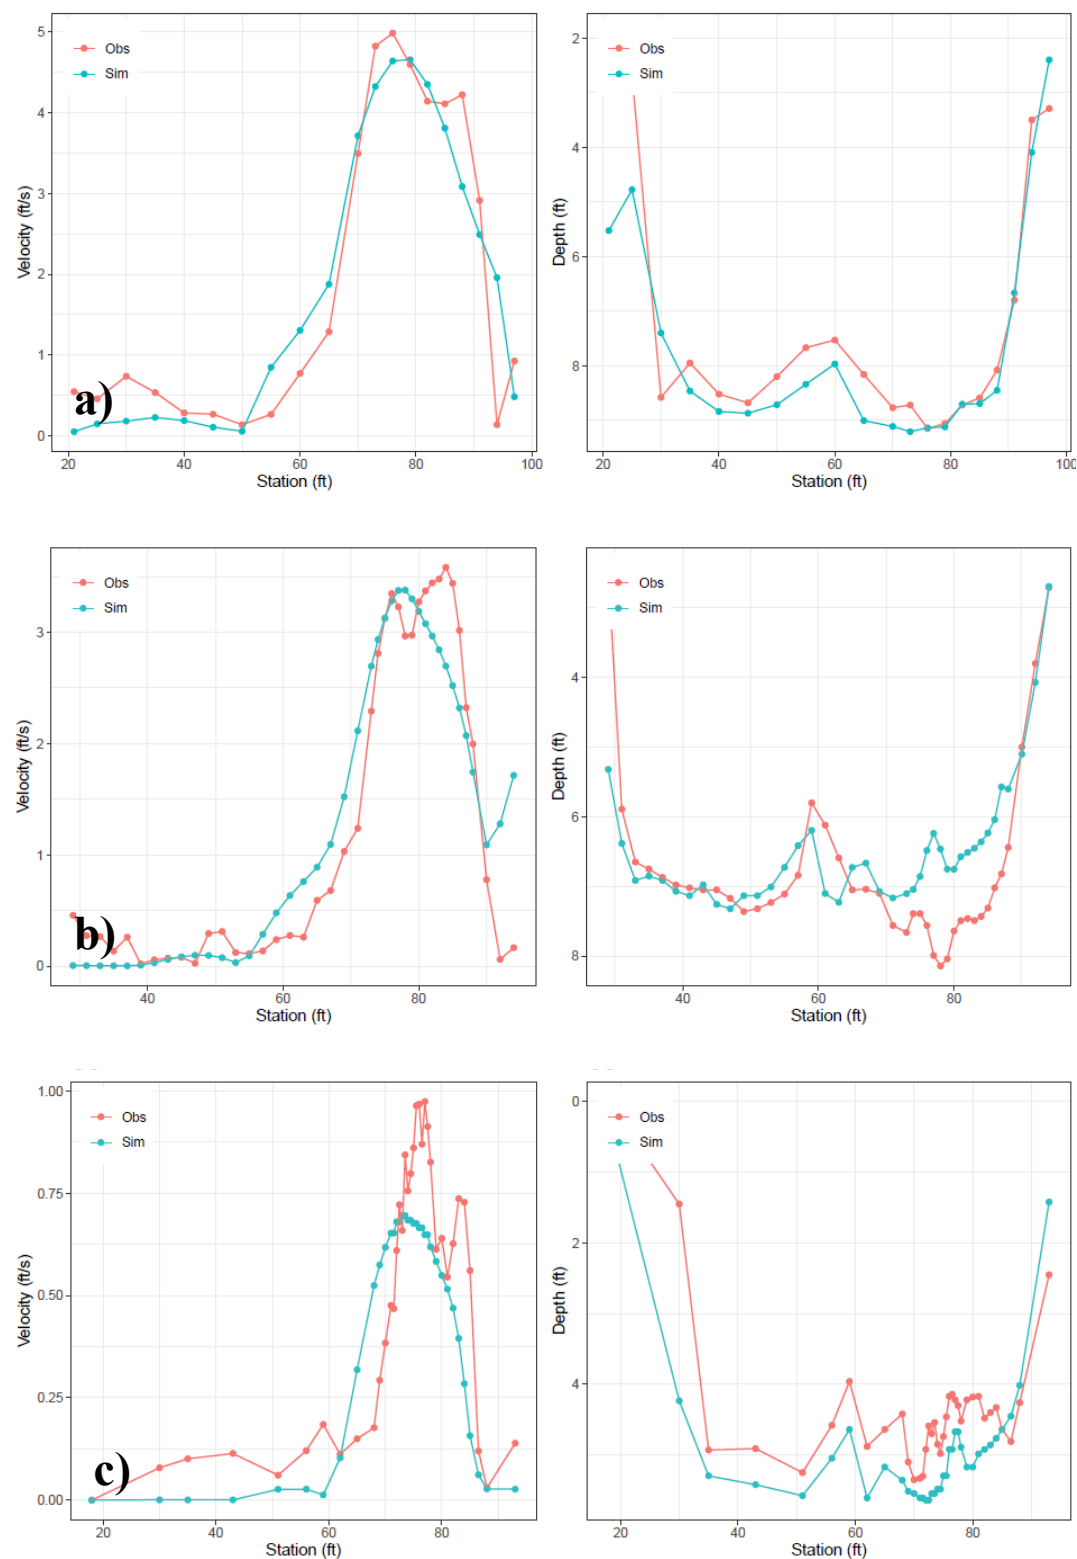 5
4
3
2
1
0
Velocity (ft/s)
Obs
Sim
a)
20 40 60 80 100
Station (ft)
2
4
6
8
Depth (ft)
Obs
Sim
20 40 60 80 100
Station (ft)
3
2
1
0
Velocity (ft/s)
Obs
Sim
b)
40 60 80
Station (ft)
4
6
8
Depth (ft)
Obs
Sim
40 60 80
Station (ft)
1.00
0.75
0.50
0.25
0.00
Velocity (ft/s)
Obs
Sim
c)
20 40 60 80
Station (ft)
0
2
4
Depth (ft)
Obs
Sim
20 40 60 80
Station (ft)